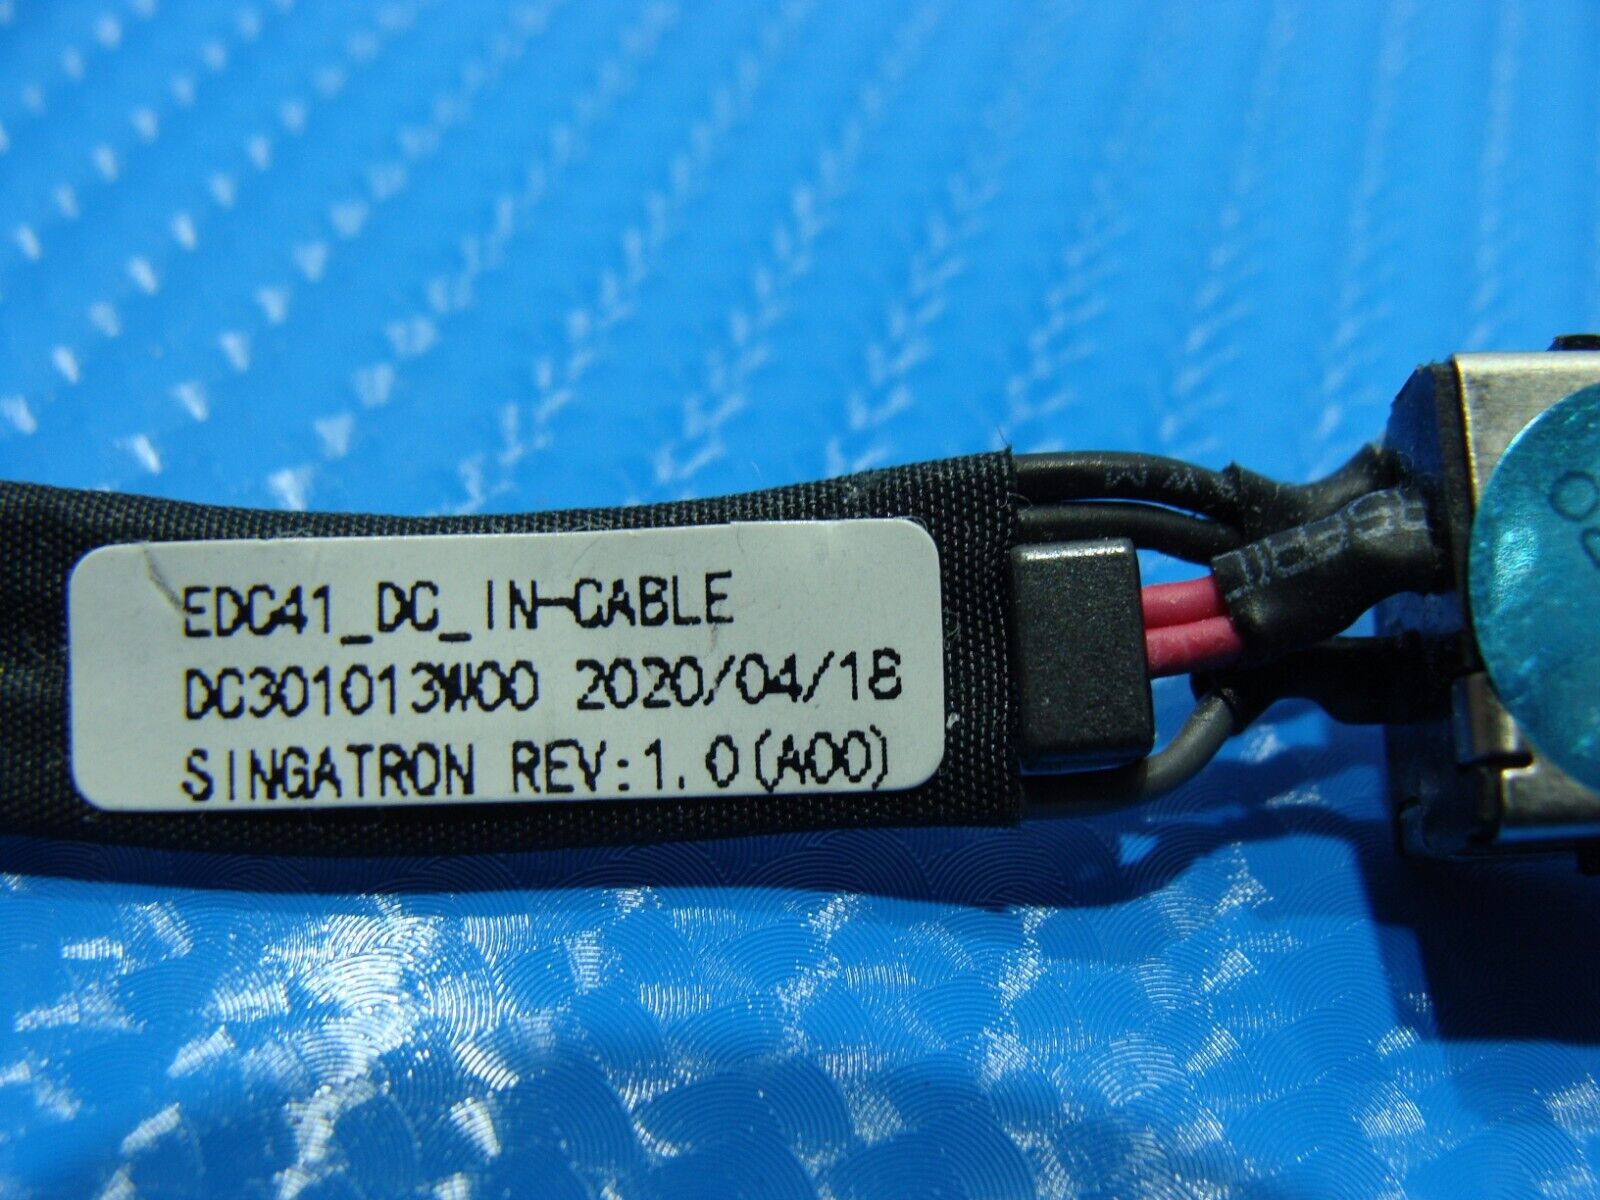 EDC41_DC_IN-CABLE
DC301013W00 2020/04/18
SINGATRON REV:1.0(A00)